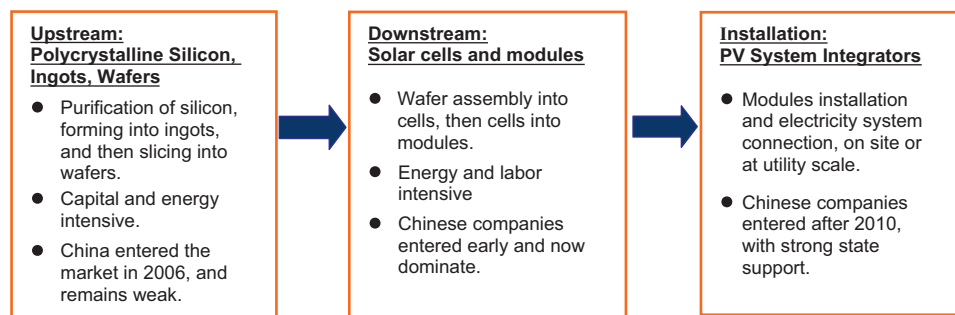 Upstream:
Polycrystalline Silicon,
Ingots, Wafers
● Purification of silicon,
forming into ingots,
and then slicing into
wafers.
● Capital and energy
intensive.
● China entered the
market in 2006, and
remains weak.
Downstream:
Solar cells and modules
● Wafer assembly into
cells, then cells into
modules.
● Energy and labor
intensive
● Chinese companies
entered early and now
dominate.
Installation:
PV System Integrators
● Modules installation
and electricity system
connection, on site or
at utility scale.
● Chinese companies
entered after 2010,
with strong state
support.